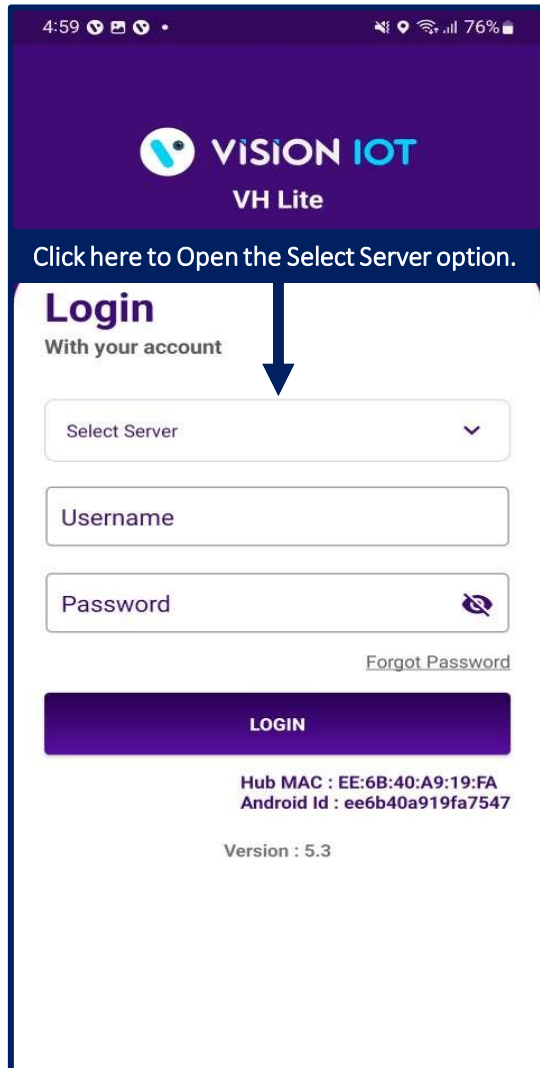 4:59
76%
VISION IOT
VH Lite
Click here to Open the Select Server option.
Login
With your account
Select Server
Username
Password
Forgot Password
LOGIN
Hub MAC : EE:6B:40:A9:19:FA
Android Id : ee6b40a919fa7547
Version : 5.3